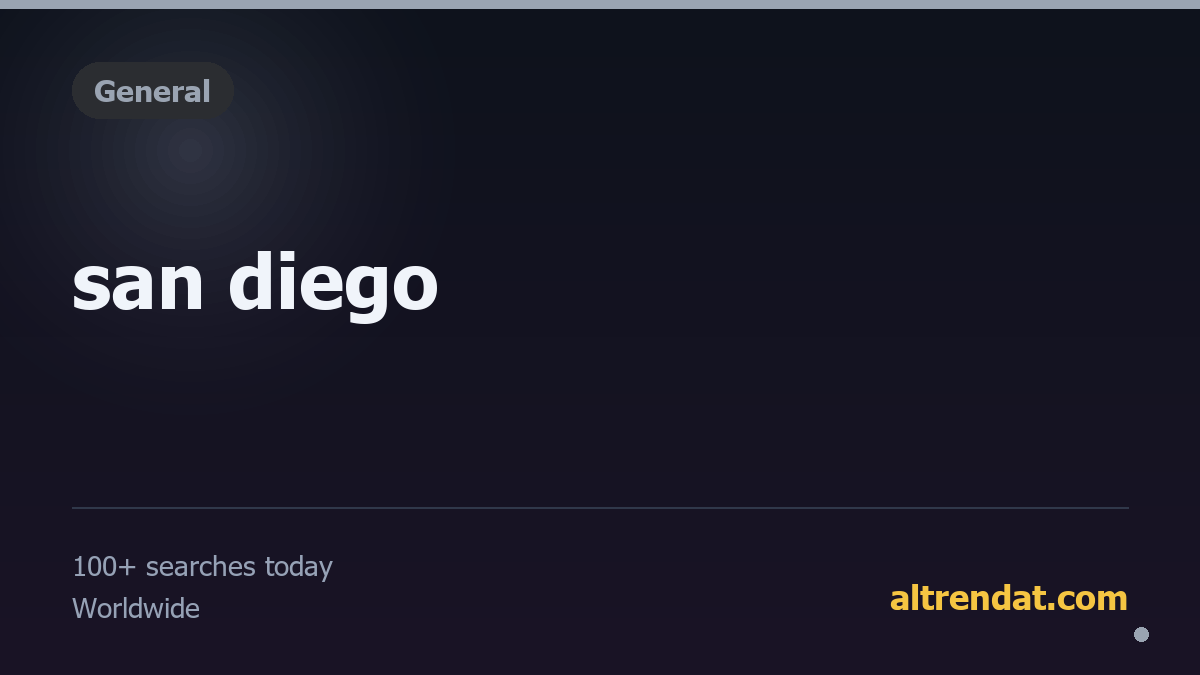 General
san diego
100+ searches today
Worldwide
altrendat.com